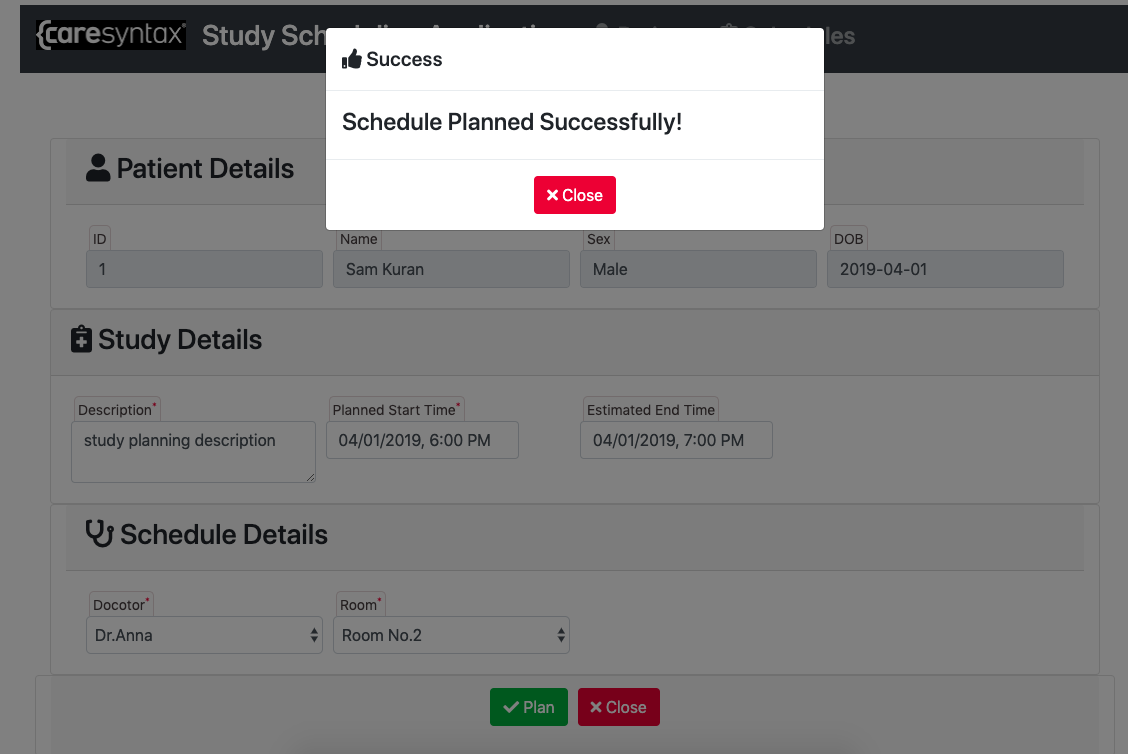 {caresyntax® Study Sch les
Success
Schedule Planned Successfully!
Close
Patient Details
ID Name Sex DOB
1 Sam Kuran Male 2019-04-01
Study Details
Description* Planned Start Time* Estimated End Time
study planning description 04/01/2019, 6:00 PM 04/01/2019, 7:00 PM
Schedule Details
Docotor* Room*
Dr.Anna Room No.2
Plan Close